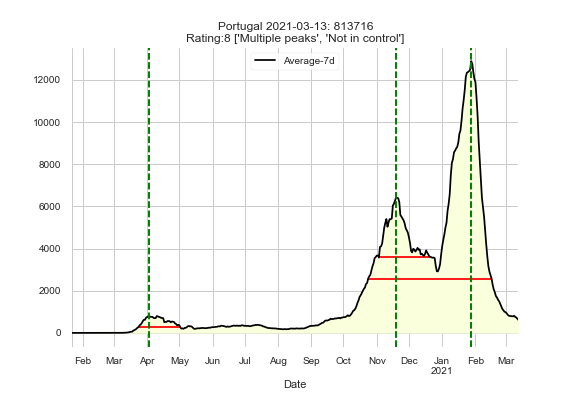 Portugal 2021-03-13: 813716
Rating:8 ['Multiple peaks', 'Not in control']
Average-7d
12000
10000
8000
6000
4000
2000
0
Feb Mar Apr May Jun Jul Aug Sep Oct Nov Dec Jan Feb Mar
2021
Date